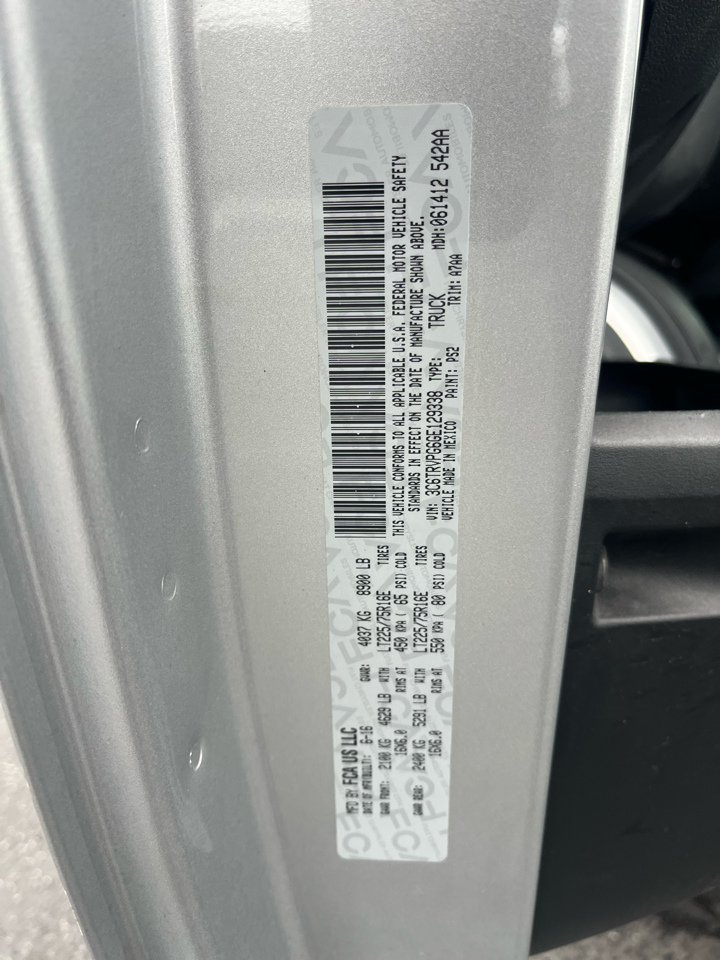 MFD BY FCA US LLC
DATE OF MFR(BUILT): 6-16 GVWR: 4037 KG 8900 LB
GAWR FRONT: 2100 KG 4629 LB WITH LT225/75R16E TIRES
16X6.0 RIMS AT 450 KPA ( 65 PSI) COLD
GAWR REAR: 2400 KG 5291 LB WITH LT225/75R16E TIRES
16X6.0 RIMS AT 550 KPA ( 80 PSI) COLD
THIS VEHICLE CONFORMS TO ALL APPLICABLE U.S.A. FEDERAL MOTOR VEHICLE SAFETY
STANDARDS IN EFFECT ON THE DATE OF MANUFACTURE SHOWN ABOVE.
VIN: 3C6TRVPG6GE129338 TYPE: TRUCK MDH: 061412 542AA
VEHICLE MADE IN MEXICO PAINT: PS2 TRIM: A7AA